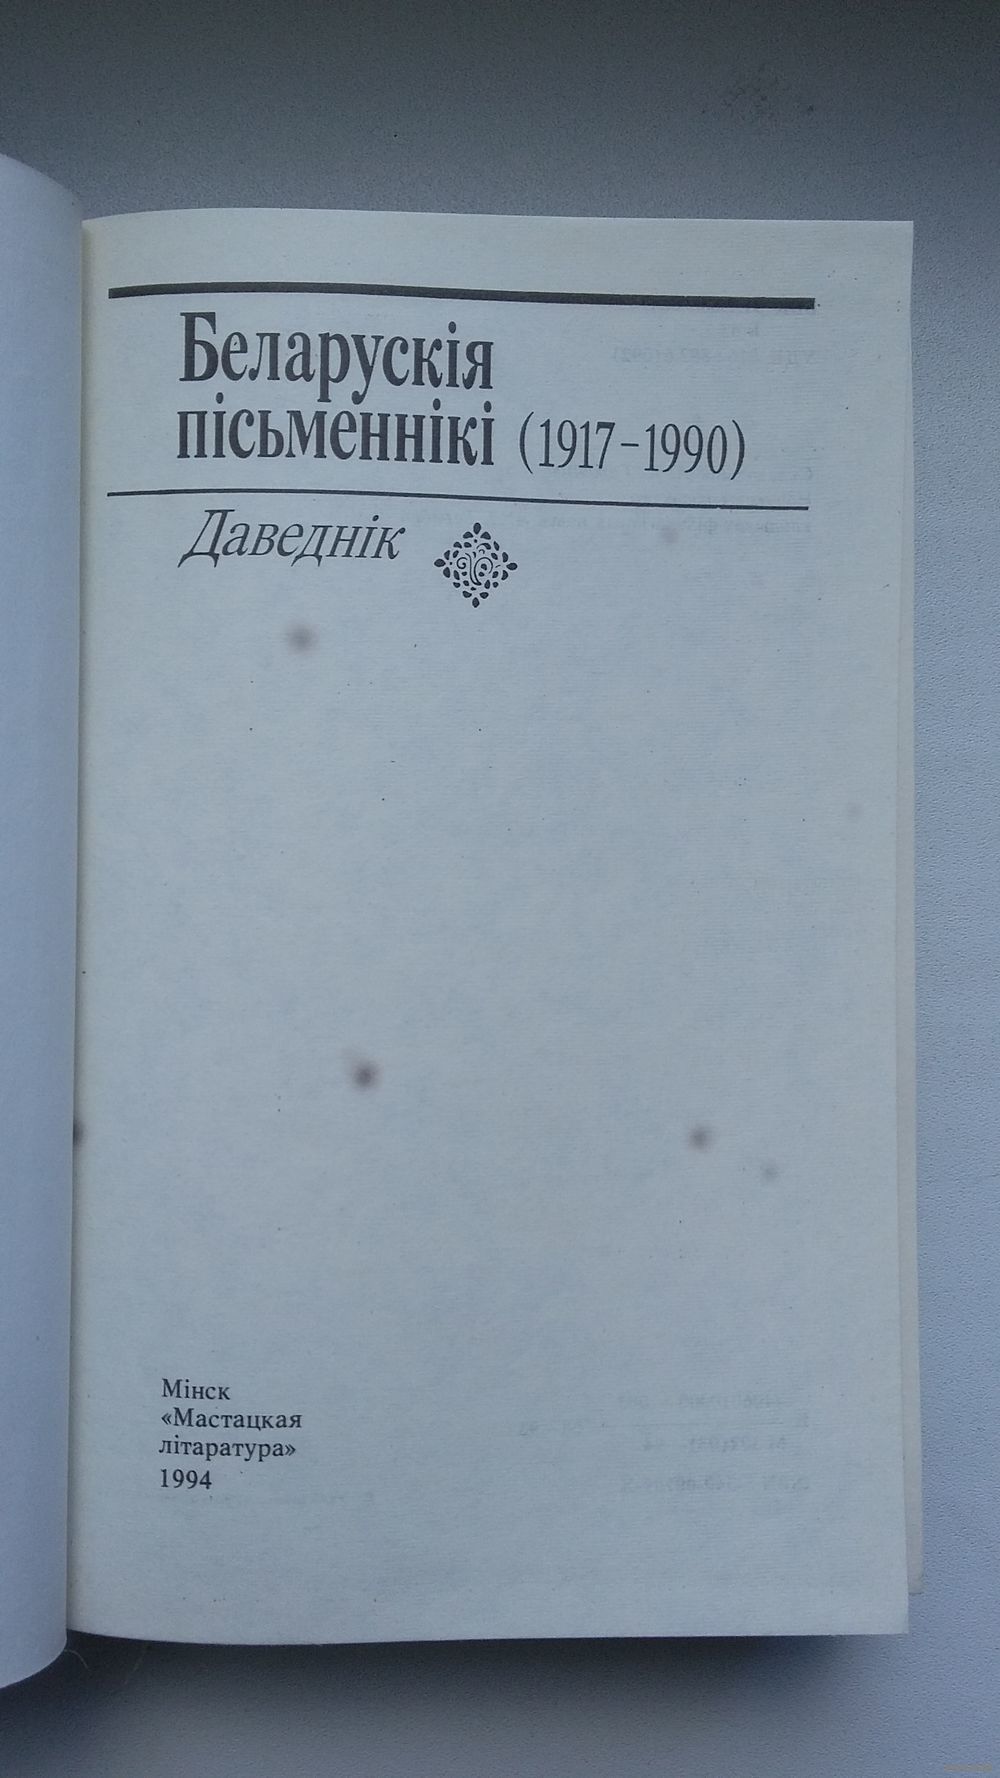 Беларускія
пісьменнікі (1917–1990)
Даведнік
Мінск
«Мастацкая
літаратура»
1994